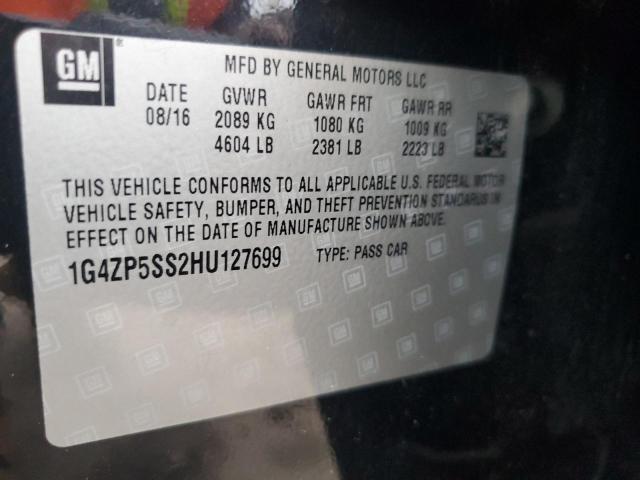 GM
MFD BY GENERAL MOTORS LLC
DATE GVWR GAWR FRT GAWR RR
08/16 2089 KG 1080 KG 1009 KG
4604 LB 2381 LB 2223 LB
THIS VEHICLE CONFORMS TO ALL APPLICABLE U.S. FEDERAL MOTOR
VEHICLE SAFETY, BUMPER, AND THEFT PREVENTION STANDARDS IN
EFFECT ON THE DATE OF MANUFACTURE SHOWN ABOVE.
1G4ZP5SS2HU127699 TYPE: PASS CAR